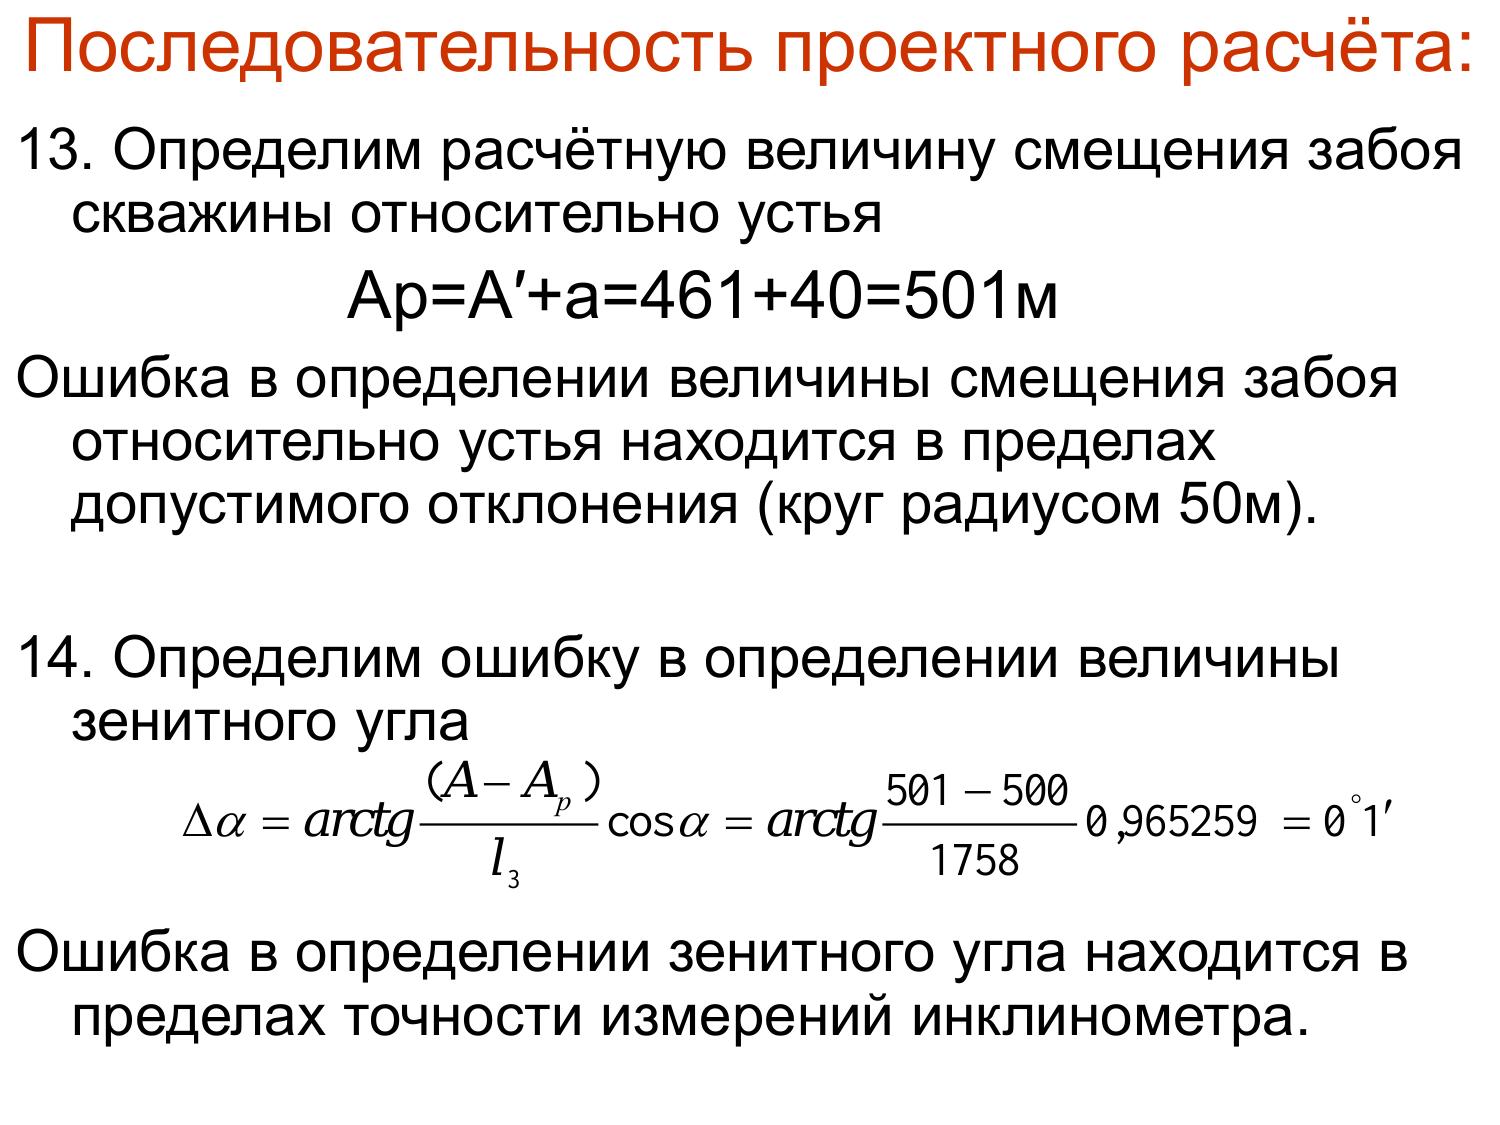 Последовательность проектного расчёта:
13. Определим расчётную величину смещения забоя
скважины относительно устья
Ар=А′+а=461+40=501м
Ошибка в определении величины смещения забоя
относительно устья находится в пределах
допустимого отклонения (круг радиусом 50м).
14. Определим ошибку в определении величины
зенитного угла
Δα = arctg (A − Aₚ) / l₃ cosα = arctg 501 − 500 / 1758 0,965259 = 0°1′
Ошибка в определении зенитного угла находится в
пределах точности измерений инклинометра.